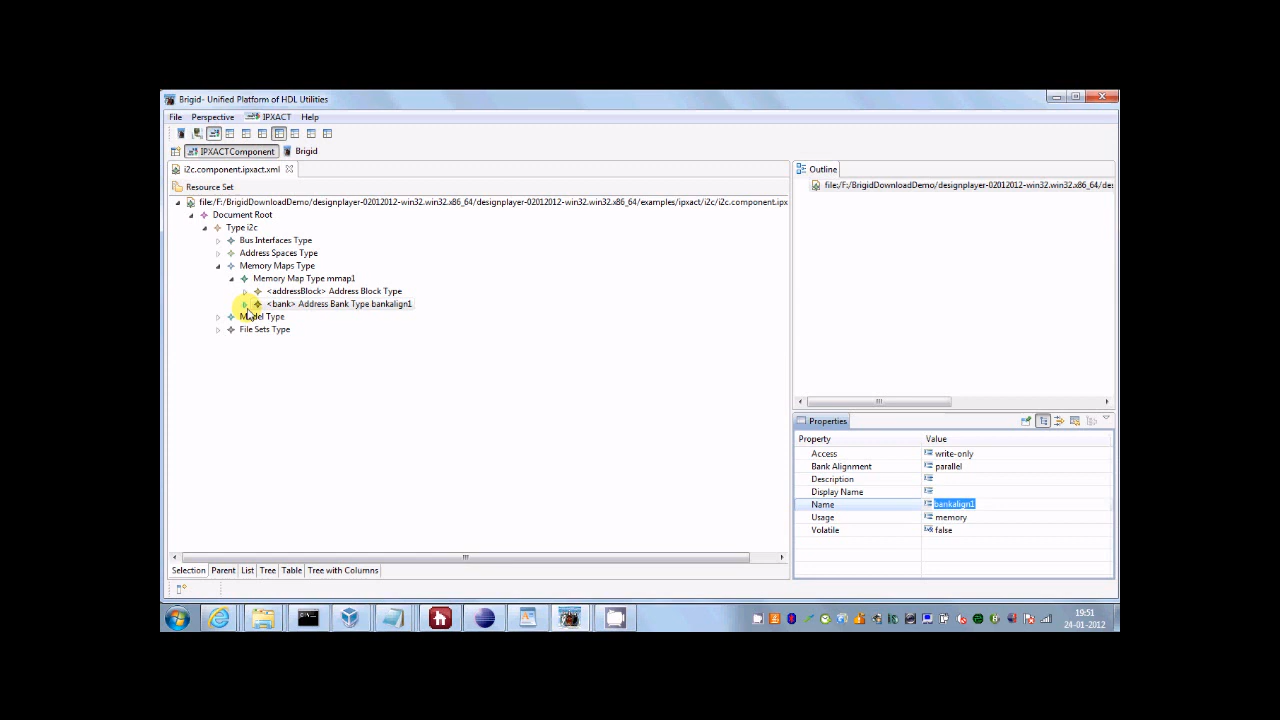 Brigid- Unified Platform of HDL Utilities
File Perspective IPXACT Help
IPXACTComponent Brigid
i2c.component.ipxact.xml
Resource Set
file:/F:/BrigidDownloadDemo/designplayer-02012012-win32.win32.x86_64/designplayer-02012012-win32.win32.x86_64/examples/ipxact/i2c/i2c.component.ipx
Document Root
Type i2c
Bus Interfaces Type
Address Spaces Type
Memory Maps Type
Memory Map Type mmap1
<addressBlock> Address Block Type
<bank> Address Bank Type bankalign1
Model Type
File Sets Type
Selection Parent List Tree Table Tree with Columns
Outline
file:/F:/BrigidDownloadDemo/designplayer-02012012-win32.win32.x86_64/des
Properties
Property Value
Access write-only
Bank Alignment parallel
Description
Display Name
Name bankalign1
Usage memory
Volatile false
19:51
24-01-2012